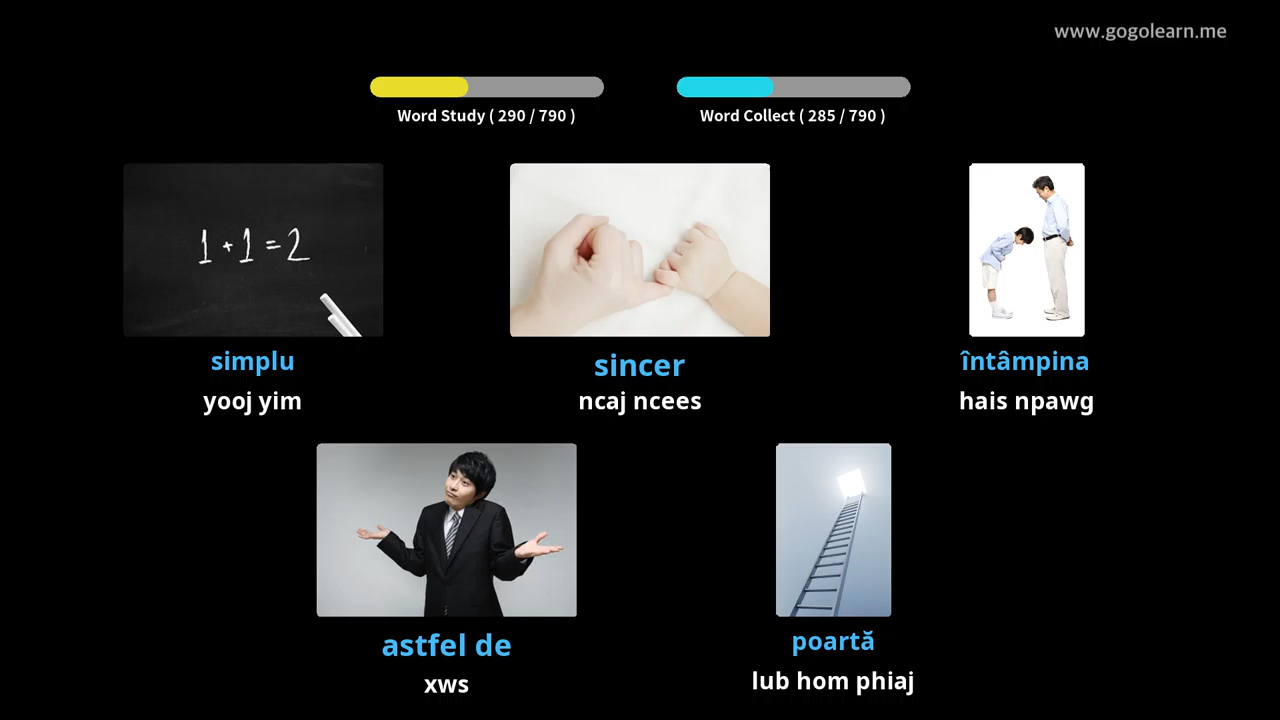 www.gogolearn.me
Word Study ( 290 / 790 )
Word Collect ( 285 / 790 )
1 + 1 = 2
simplu
yooj yim
sincer
ncaj ncees
întâmpina
hais npawg
astfel de
xws
poartă
lub hom phiaj